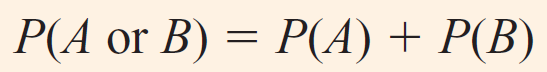 P(A or B) = P(A) + P(B)